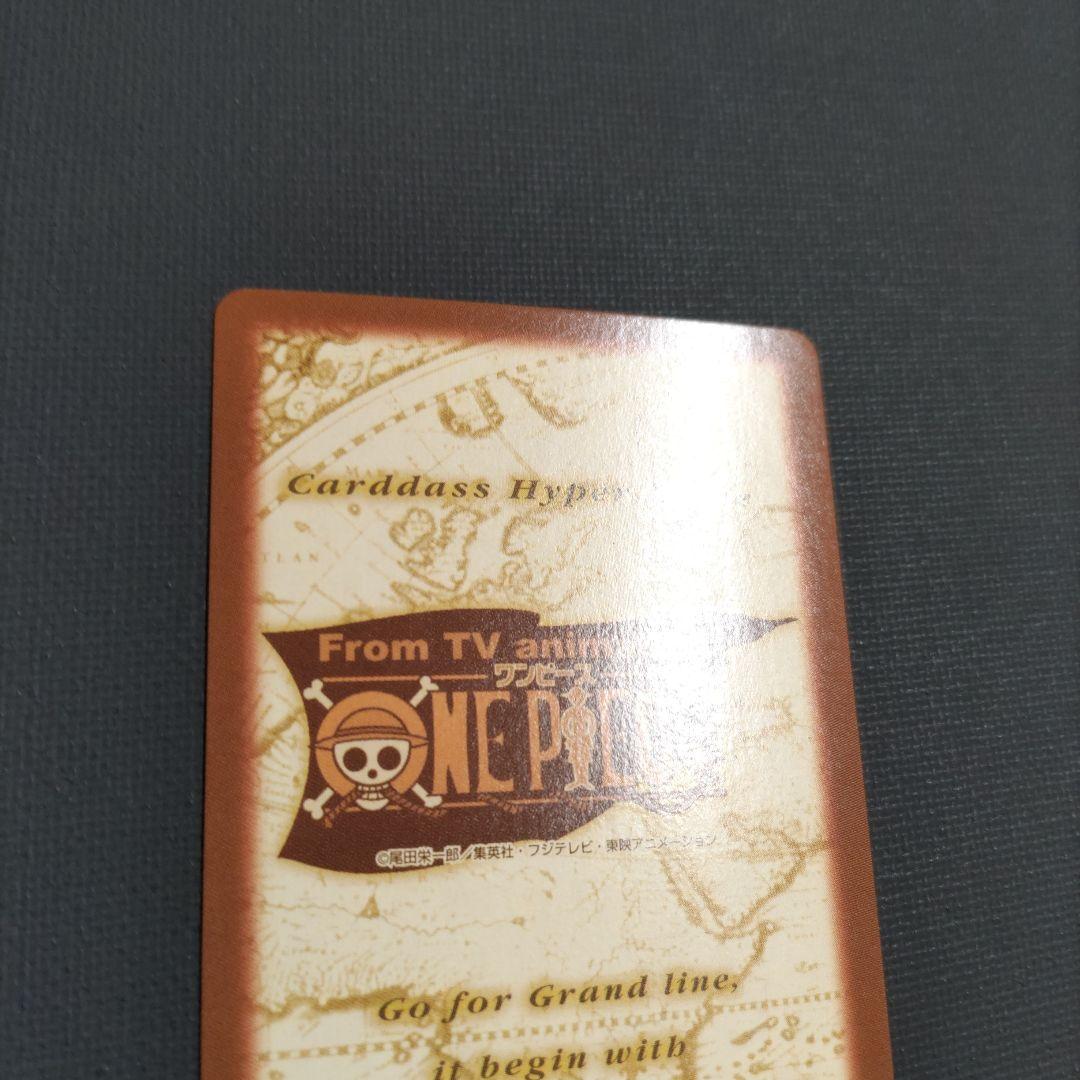 Carddass Hyper
TLAN
From TV anim
ワンピース
ONE PIECE
©尾田栄一郎／集英社・フジテレビ・東映アニメーション
Go for Grand line,
it begin with